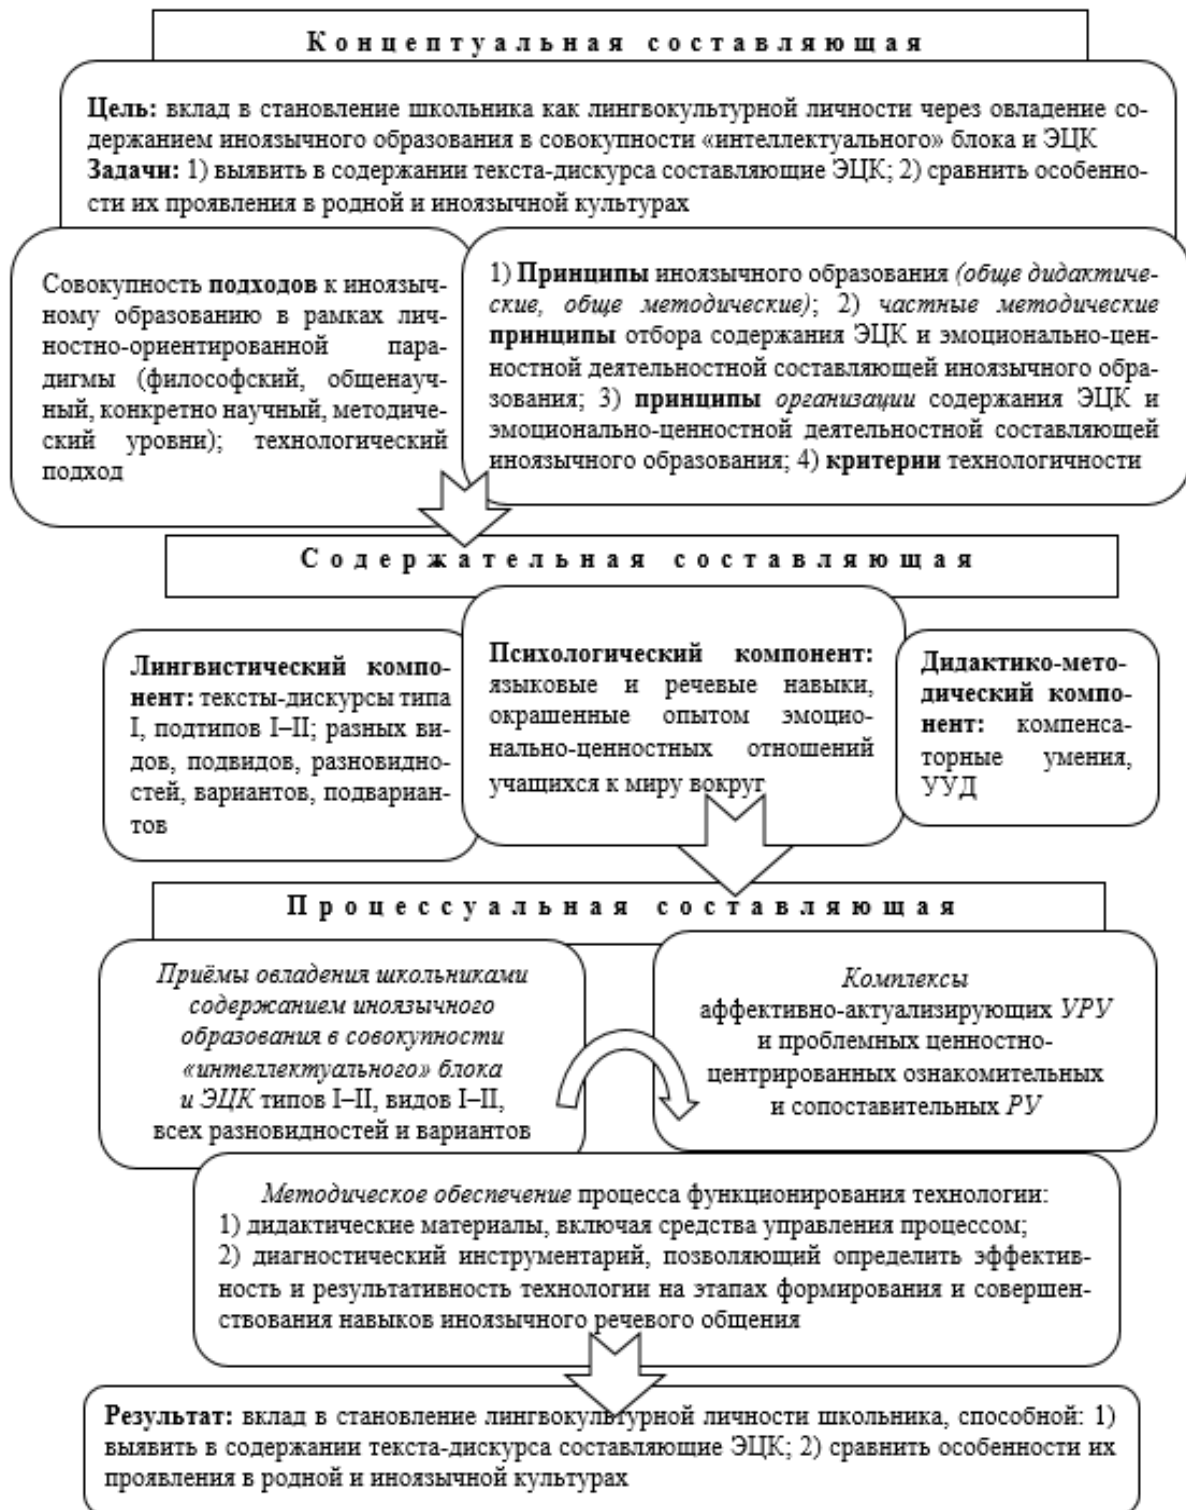 Концептуальная составляющая
Цель: вклад в становление школьника как лингвокультурной личности через овладение со-
держанием иноязычного образования в совокупности «интеллектуального» блока и ЭЦК
Задачи: 1) выявить в содержании текста-дискурса составляющие ЭЦК; 2) сравнить особенно-
сти их проявления в родной и иноязычной культурах
Совокупность подходов к иноязыч-
ному образованию в рамках лич-
ностно-ориентированной пара-
дигмы (философский, общенауч-
ный, конкретно научный, методиче-
ский уровни); технологический
подход
1) Принципы иноязычного образования (обще дидактиче-
ские, обще методические); 2) частные методические
принципы отбора содержания ЭЦК и эмоционально-цен-
ностной деятельностной составляющей иноязычного обра-
зования; 3) принципы организации содержания ЭЦК и
эмоционально-ценностной деятельностной составляющей
иноязычного образования; 4) критерии технологичности
Содержательная составляющая
Лингвистический компо-
нент: тексты-дискурсы типа
I, подтипов I–II; разных ви-
дов, подвидов, разновидно-
стей, вариантов, подвариан-
тов
Психологический компонент:
языковые и речевые навыки,
окрашенные опытом эмоцио-
нально-ценностных отношений
учащихся к миру вокруг
Дидактико-мето-
дический компо-
нент: компенса-
торные умения,
УУД
Процессуальная составляющая
Приёмы овладения школьниками
содержанием иноязычного
образования в совокупности
«интеллектуального» блока
и ЭЦК типов I–II, видов I–II,
всех разновидностей и вариантов
Комплексы
аффективно-актуализирующих УРУ
и проблемных ценностно-
центрированных ознакомительных
и сопоставительных РУ
Методическое обеспечение процесса функционирования технологии:
1) дидактические материалы, включая средства управления процессом;
2) диагностический инструментарий, позволяющий определить эффектив-
ность и результативность технологии на этапах формирования и совершен-
ствования навыков иноязычного речевого общения
Результат: вклад в становление лингвокультурной личности школьника, способной: 1)
выявить в содержании текста-дискурса составляющие ЭЦК; 2) сравнить особенности их
проявления в родной и иноязычной культурах